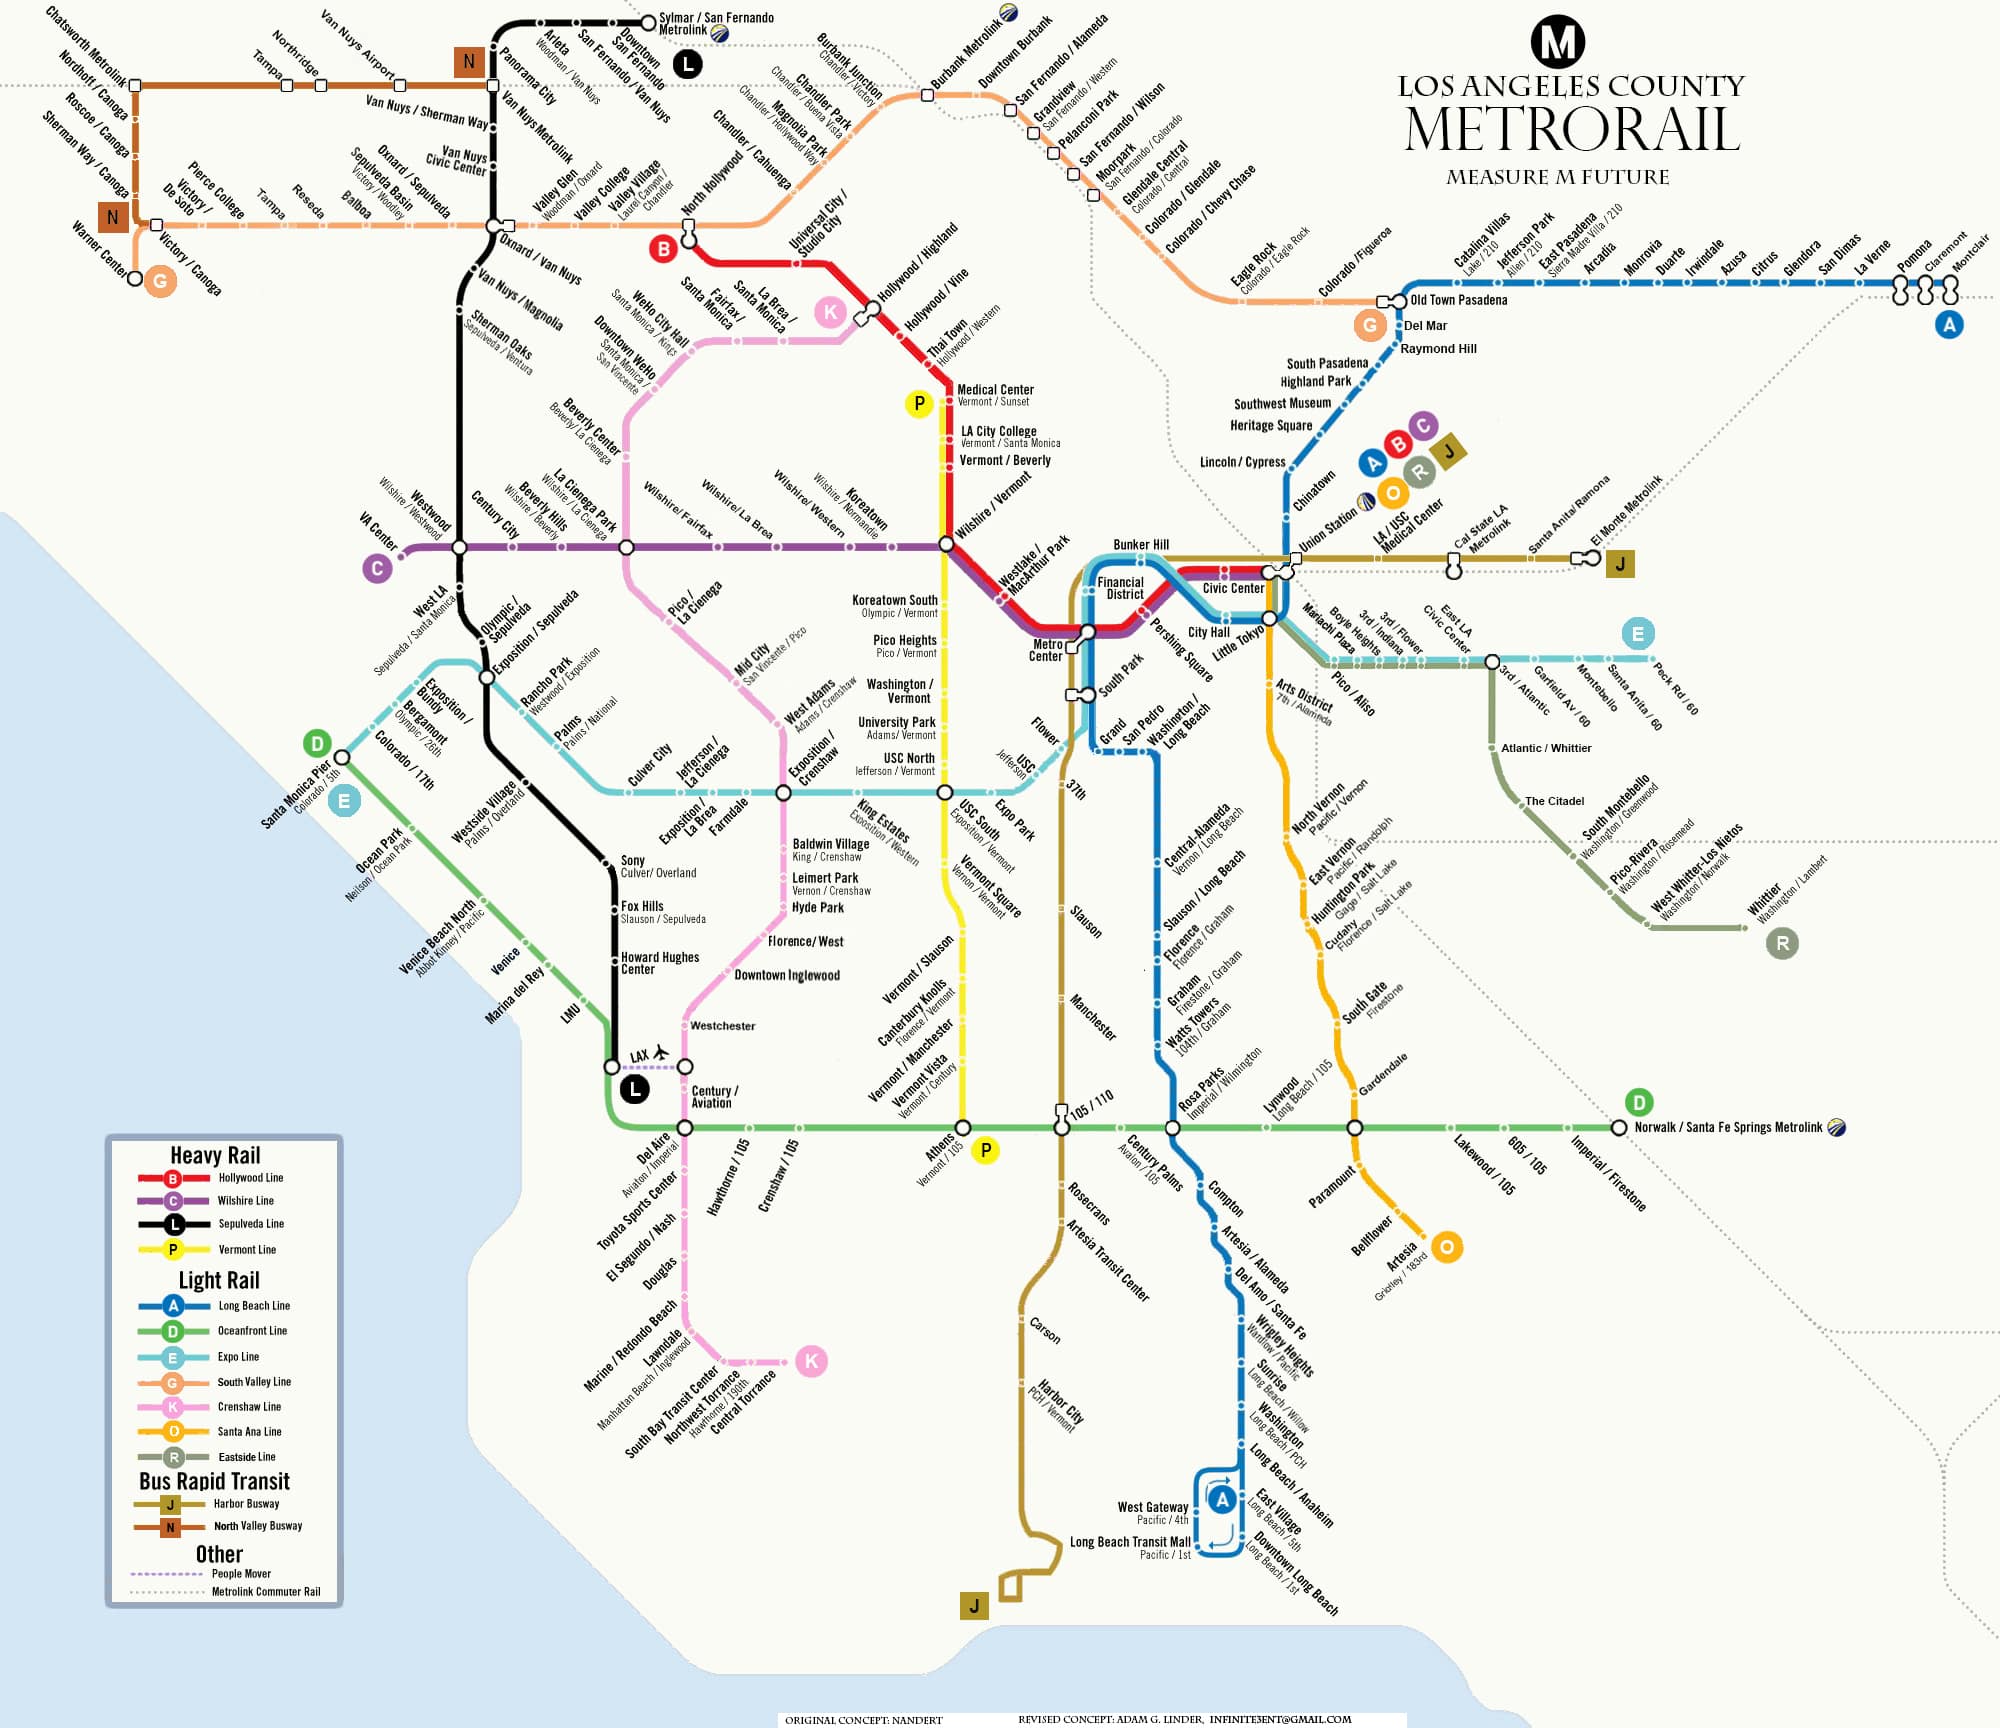 M
LOS ANGELES COUNTY
METRORAIL
MEASURE M FUTURE
Sylmar / San Fernando
Metrolink
L
Downtown
San Fernando
San Fernando / Van Nuys
Arleta
Woodman / Van Nuys
Panorama City
N
Van Nuys Metrolink
Van Nuys / Sherman Way
Van Nuys
Civic Center
Chatsworth Metrolink
Nordhoff / Canoga
Roscoe / Canoga
Sherman Way / Canoga
Tampa
Northridge
Van Nuys Airport
N
Warner Center
G
Victory / Canoga
Victory /
De Soto
Pierce College
Tampa
Reseda
Balboa
Sepulveda Basin
Victory / Woodley
Oxnard / Sepulveda
Oxnard / Van Nuys
Valley Glen
Woodman / Oxnard
Valley College
Valley Village
Laurel Canyon /
Chandler
North Hollywood
B
Chandler / Cahuenga
Magnolia Park
Chandler / Hollywood Way
Chandler Park
Chandler / Buena Vista
Burbank Junction
Chandler / Victory
Burbank Metrolink
Downtown Burbank
San Fernando / Alameda
Grandview
San Fernando / Western
Pelanconi Park
San Fernando / Wilson
Moorpark
San Fernando / Colorado
Glendale Central
Colorado / Central
Colorado / Glendale
Colorado / Chevy Chase
Eagle Rock
Colorado / Eagle Rock
Colorado /Figueroa
G
Old Town Pasadena
Catalina Villas
Lake / 210
Jefferson Park
Allen / 210
East Pasadena
Sierra Madre Villa / 210
Arcadia
Monrovia
Duarte
Irwindale
Azusa
Citrus
Glendora
San Dimas
La Verne
Pomona
Claremont
Montclair
A
Del Mar
Raymond Hill
South Pasadena
Highland Park
Southwest Museum
Heritage Square
Lincoln / Cypress
Chinatown
A
B
C
O
R
J
Union Station
Universal City /
Studio City
Hollywood / Highland
K
Hollywood / Vine
Thai Town
Hollywood / Western
P
Medical Center
Vermont / Sunset
LA City College
Vermont / Santa Monica
Vermont / Beverly
Wilshire / Vermont
La Brea /
Santa Monica
Fairfax /
Santa Monica
WeHo City Hall
Santa Monica / Kings
Downtown WeHo
Santa Monica /
San Vincente
Beverly Center
Beverly/ La Cienega
Van Nuys / Magnolia
Sherman Oaks
Sepulveda / Ventura
C
VA Center
Westwood
Wilshire / Westwood
Century City
Beverly Hills
Wilshire / Beverly
La Cienega Park
Wilshire / La Cienega
Wilshire/ Fairfax
Wilshire/ La Brea
Wilshire/ Western
Koreatown
Wilshire / Normandie
Westlake /
MacArthur Park
Bunker Hill
Financial
District
Metro
Center
Pershing Square
Civic Center
City Hall
Little Tokyo
LA / USC
Medical Center
Cal State LA
Metrolink
Santa Anita/ Ramona
El Monte Metrolink
J
Mariachi Plaza
Boyle Heights
3rd / Indiana
3rd / Flower
East LA
Civic Center
Pico / Aliso
3rd / Atlantic
Garfield Av / 60
Montebello
Santa Anita / 60
Peck Rd / 60
E
Atlantic / Whittier
The Citadel
South Montebello
Washington / Greenwood
Pico-Rivera
Washington / Rosemead
West Whitter-Los Nietos
Washington / Norwalk
Whittier
Washington / Lambert
R
Arts District
7th / Alameda
North Vernon
Pacific / Vernon
East Vernon
Pacific / Randolph
Huntington Park
Gage / Salt Lake
Cudahy
Florence / Salt Lake
South Gate
Firestone
Gardendale
Paramount
Bellflower
Artesia
Gridley / 183rd
O
West LA
Sepulveda / Santa Monica
Olympic /
Sepulveda
Exposition / Sepulveda
Exposition /
Bundy
Bergamont
Olympic / 26th
Colorado / 17th
D
Santa Monica Pier
Colorado / 5th
E
Rancho Park
Westwood / Exposition
Palms
Palms / National
Culver City
Jefferson /
La Cienega
Exposition /
La Brea
Farmdale
Exposition /
Crenshaw
King Estates
Exposition / Western
USC South
Exposition / Vermont
Expo Park
USC
Jefferson
Flower
South Park
Grand
San Pedro
Washington /
Long Beach
Pico /
La Cienega
Mid City
San Vincente / Pico
West Adams
Adams / Crenshaw
Koreatown South
Olympic / Vermont
Pico Heights
Pico / Vermont
Washington /
Vermont
University Park
Adams/ Vermont
USC North
Jefferson / Vermont
Vermont Square
Vernon / Vermont
Vermont / Slauson
Canterbury Knolls
Florence / Vermont
Vermont / Manchester
Vermont Vista
Vermont / Century
Athens
Vermont / 105
P
Baldwin Village
King / Crenshaw
Leimert Park
Vernon / Crenshaw
Hyde Park
Florence/ West
Downtown Inglewood
Westchester
Century /
Aviation
LAX
L
Westside Village
Palms / Overland
Sony
Culver/ Overland
Fox Hills
Slauson / Sepulveda
Howard Hughes
Center
Ocean Park
Neilson / Ocean Park
Venice Beach North
Abbot Kinney / Pacific
Venice
Marina del Rey
LMU
Del Aire
Aviaton / Imperial
Hawthorne / 105
Crenshaw / 105
Toyota Sports Center
El Segundo / Nash
Douglas
Marine / Redondo Beach
Lawndale
Manhattan Beach / Inglewood
South Bay Transit Center
Northwest Torrance
Hawthorne / 190th
Central Torrance
K
37th
Slauson
Manchester
105 / 110
Rosecrans
Artesia Transit Center
Carson
Harbor City
PCH / Vermont
J
Central-Alameda
Vernon / Long Beach
Slauson / Long Beach
Florence
Florence / Graham
Graham
Firestone / Graham
Watts Towers
104th / Graham
Rosa Parks
Imperial / Wilmington
Century Palms
Avalon / 105
Lynwood
Long Beach / 105
Lakewood / 105
605 / 105
Imperial / Firestone
D
Norwalk / Santa Fe Springs Metrolink
Compton
Artesia / Alameda
Del Amo / Santa Fe
Wrigley Heights
Wardlow / Pacific
Sunrise
Long Beach / Willow
Washington
Long Beach / PCH
Long Beach / Anaheim
East Village
Long Beach / 5th
Downtown Long Beach
Long Beach / 1st
A
West Gateway
Pacific / 4th
Long Beach Transit Mall
Pacific / 1st
Heavy Rail
B Hollywood Line
C Wilshire Line
L Sepulveda Line
P Vermont Line
Light Rail
A Long Beach Line
D Oceanfront Line
E Expo Line
G South Valley Line
K Crenshaw Line
O Santa Ana Line
R Eastside Line
Bus Rapid Transit
J Harbor Busway
N North Valley Busway
Other
People Mover
Metrolink Commuter Rail
ORIGINAL CONCEPT: NANDERT
REVISED CONCEPT: ADAM G. LINDER, INFINITE3ENT@GMAIL.COM